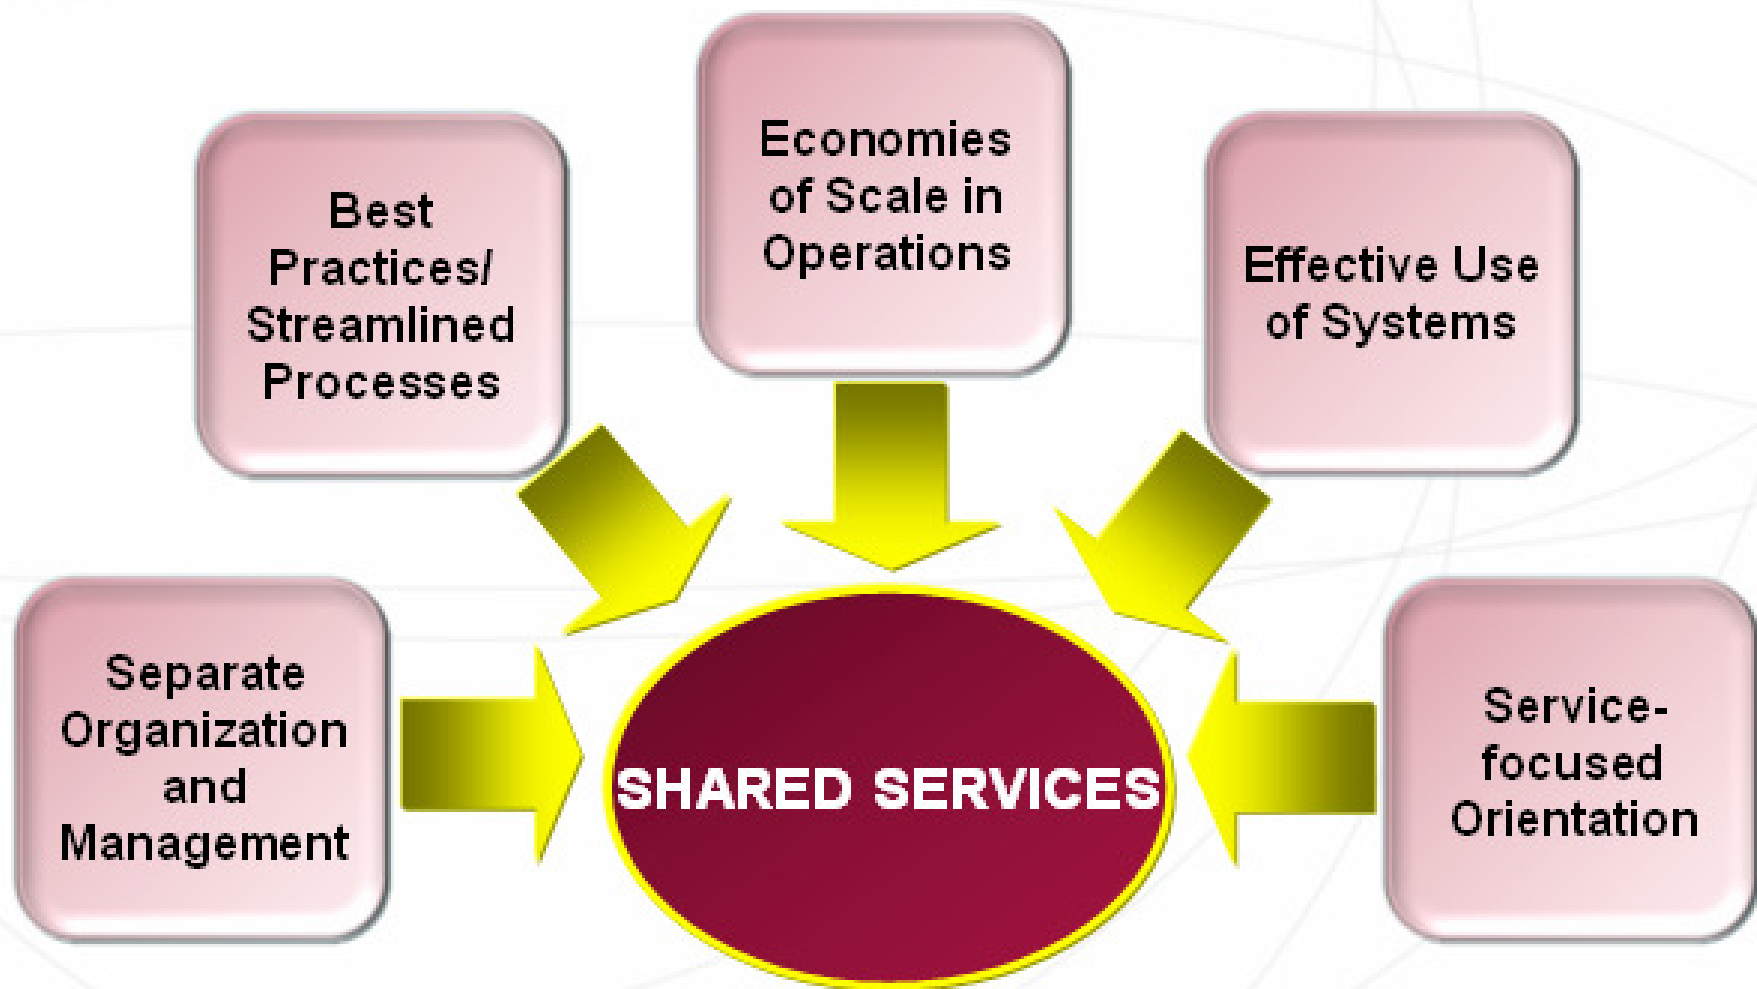 Economies
of Scale in
Operations
Best
Practices/
Streamlined
Processes
Effective Use
of Systems
Separate
Organization
and
Management
Service-
focused
Orientation
SHARED SERVICES